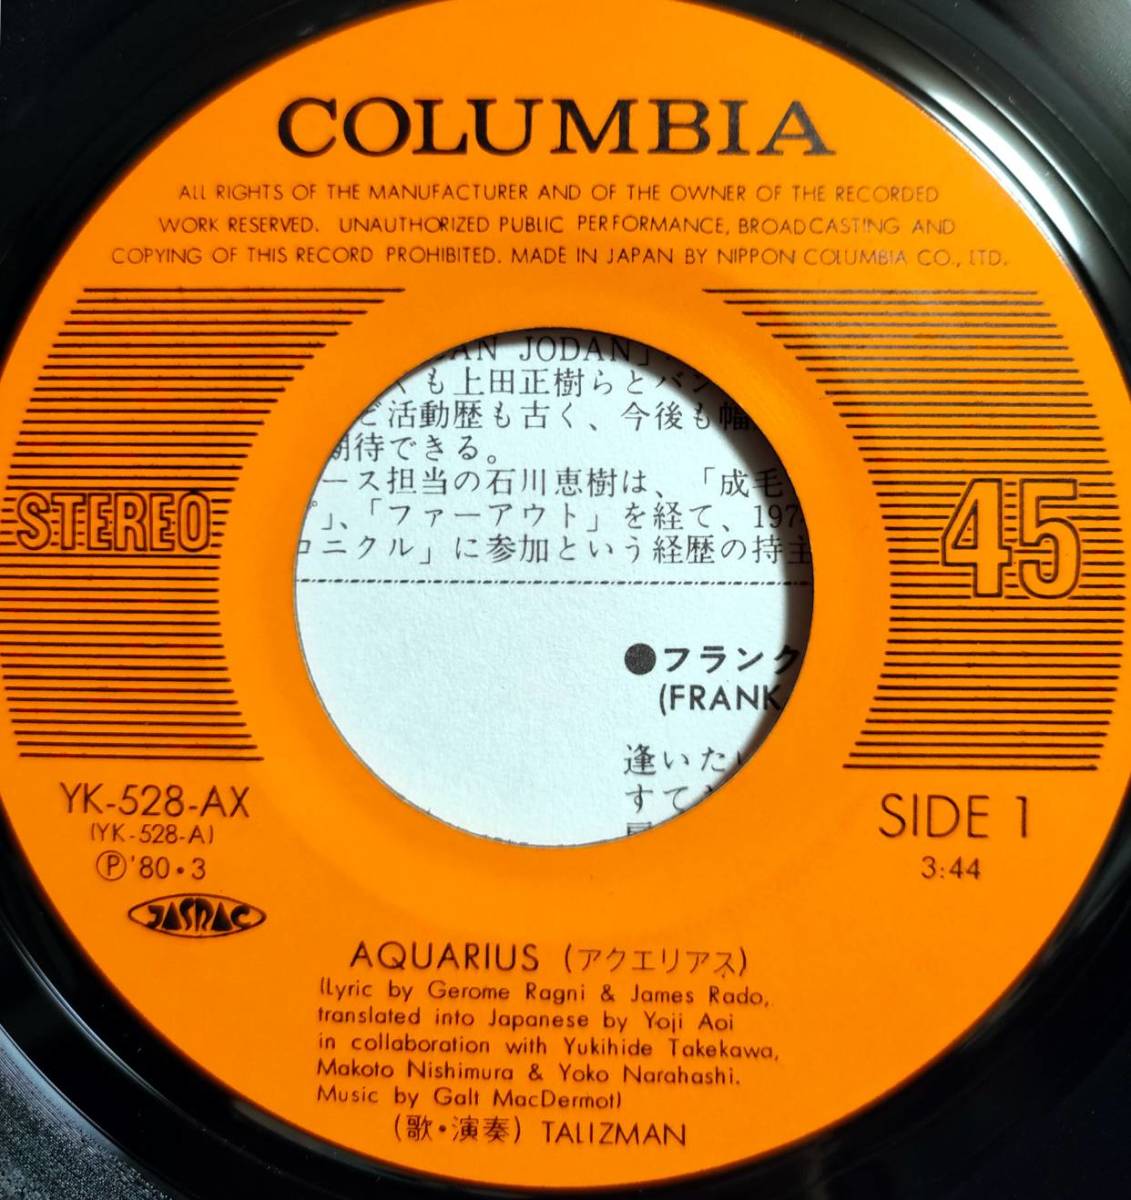 COLUMBIA
ALL RIGHTS OF THE MANUFACTURER AND OF THE OWNER OF THE RECORDED
WORK RESERVED. UNAUTHORIZED PUBLIC PERFORMANCE, BROADCASTING AND
COPYING OF THIS RECORD PROHIBITED. MADE IN JAPAN BY NIPPON COLUMBIA CO., LTD.
JODAN」
くも上田正樹らとバン
ど活動歴も古く、今後も幅
期待できる。
ース担当の石川恵樹は、「成毛
」、「ファーアウト」を経て、197
ロニクル」に参加という経歴の持主
●フランク
(FRANK
逢いたい
すて
STEREO
45
YK-528-AX
(YK-528-A)
Ⓟ'80・3
JASRAC
SIDE 1
3:44
AQUARIUS (アクエリアス)
(Lyric by Gerome Ragni & James Rado,
translated into Japanese by Yoji Aoi
in collaboration with Yukihide Takekawa,
Makoto Nishimura & Yoko Narahashi.
Music by Galt MacDermot)
(歌・演奏) TALIZMAN